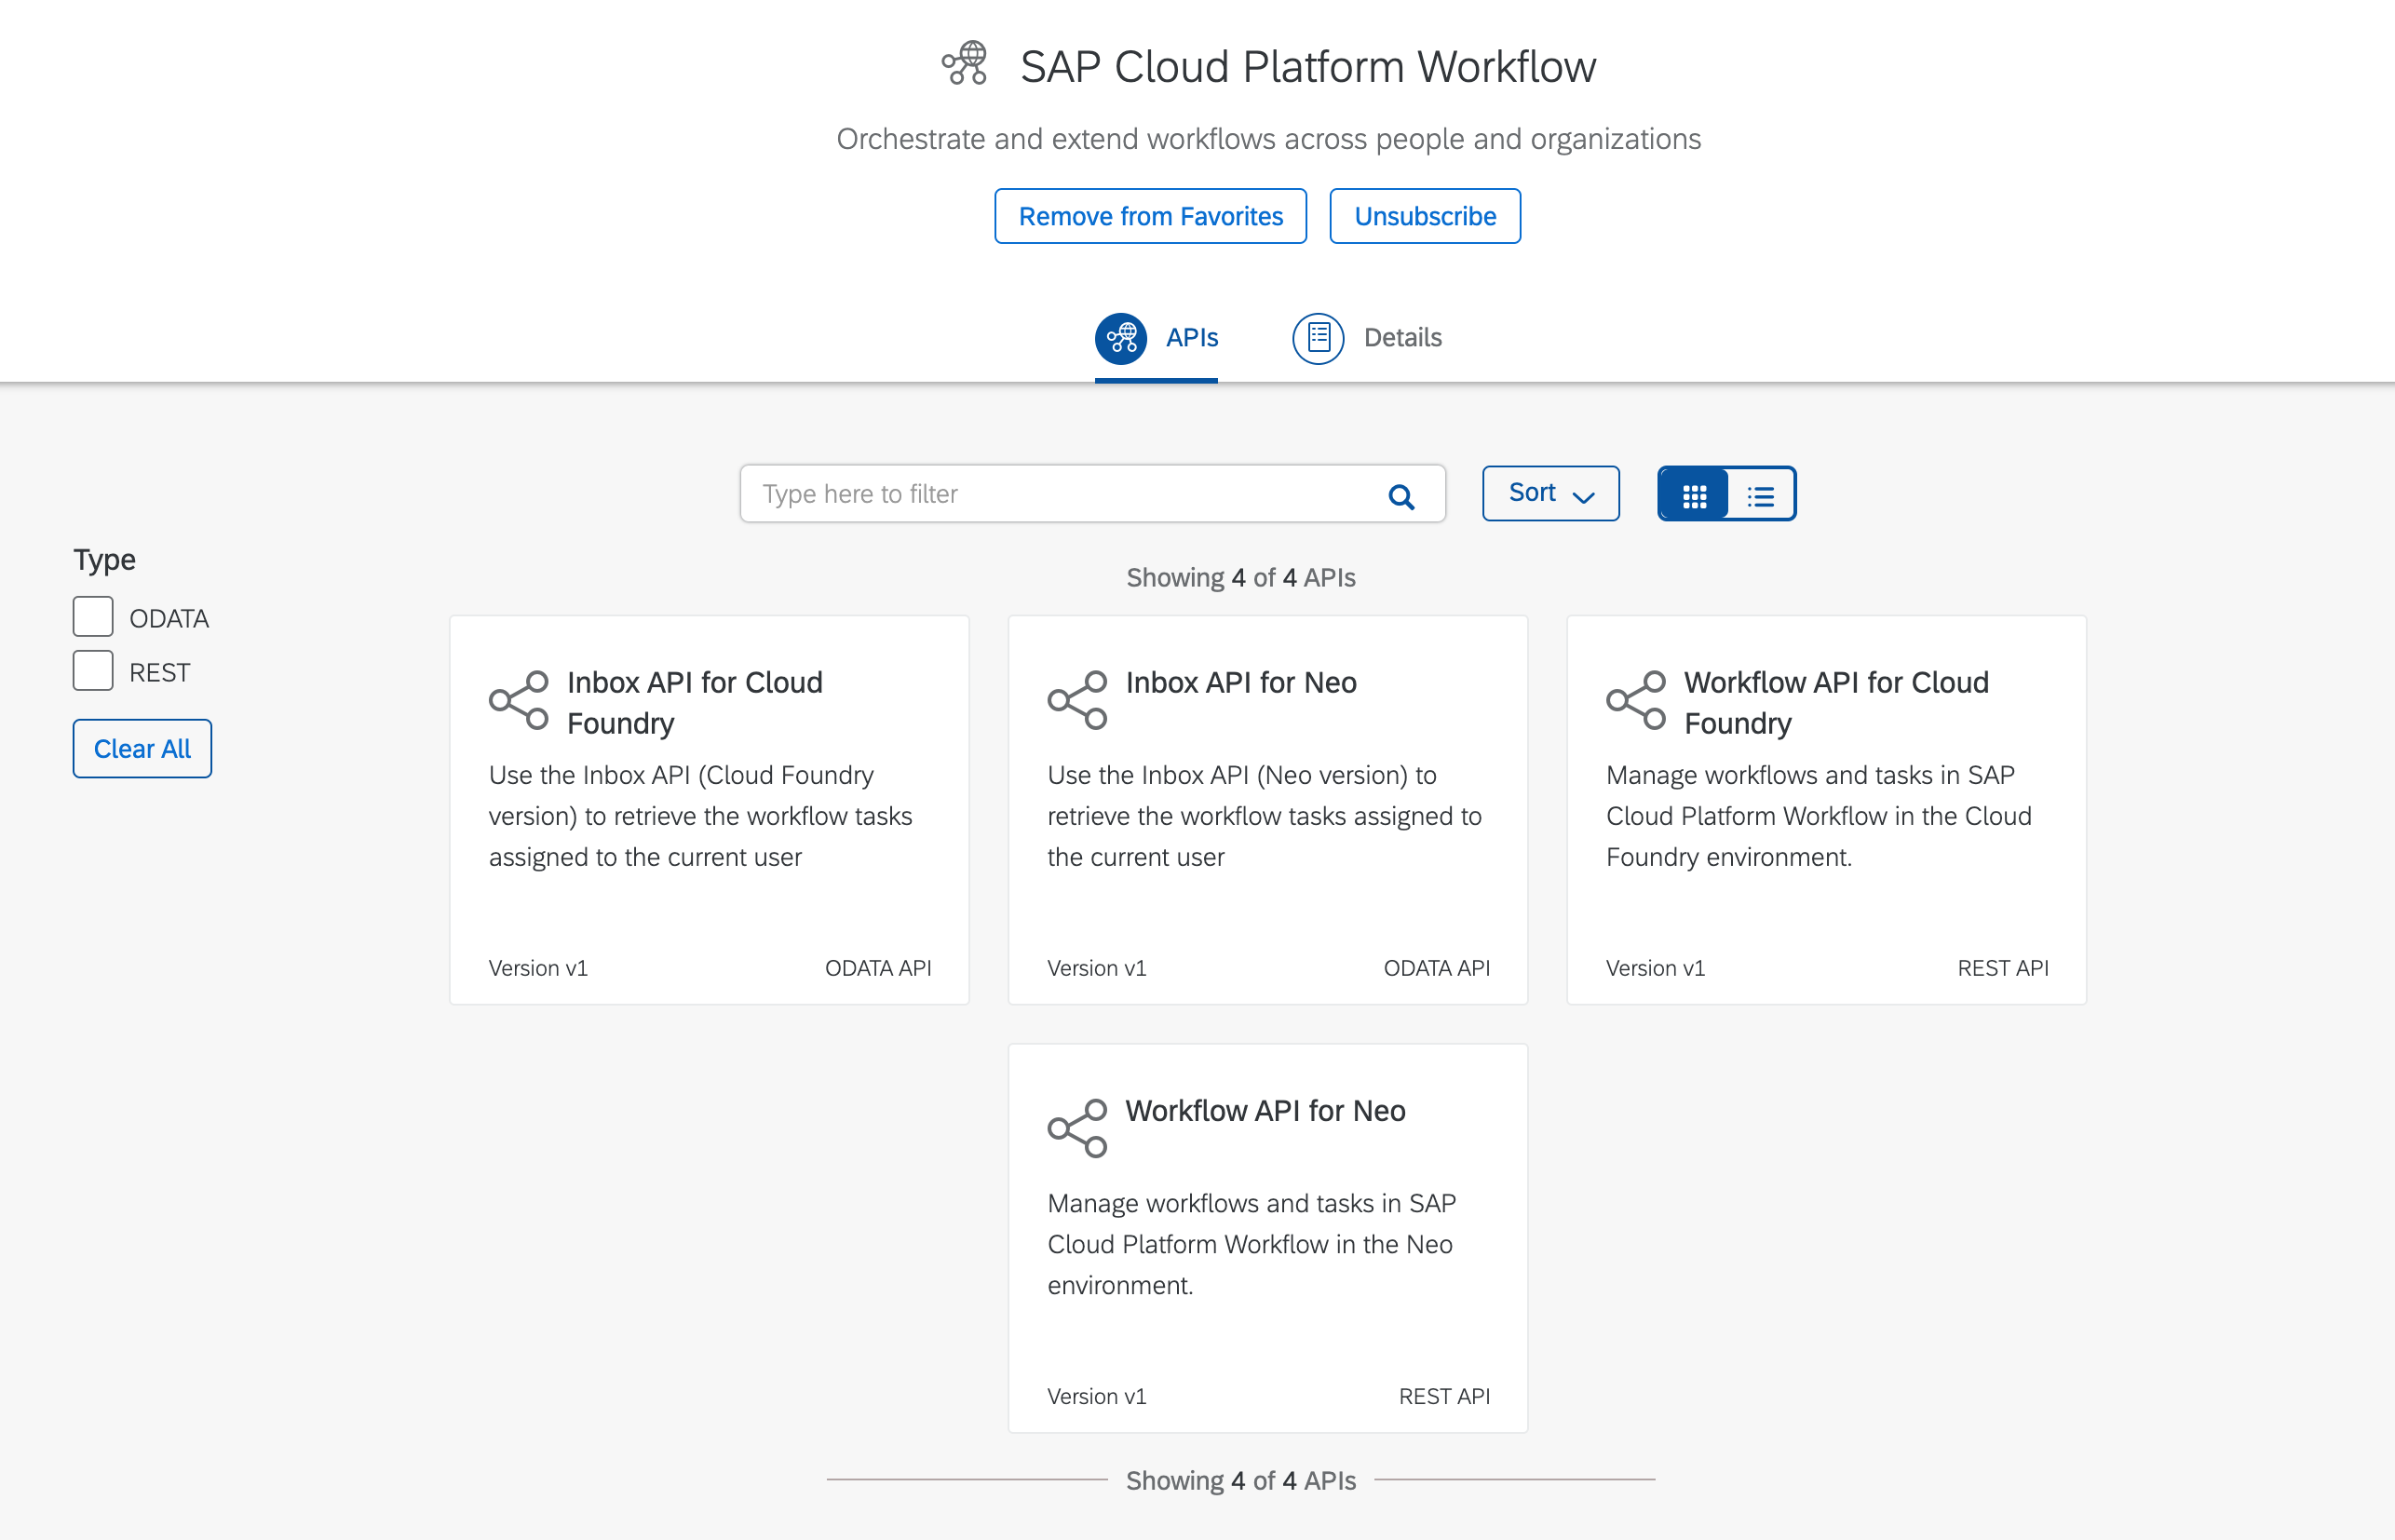 SAP Cloud Platform Workflow
Orchestrate and extend workflows across people and organizations
Remove from Favorites
Unsubscribe
APIs
Details
Type here to filter
Sort
Type
ODATA
REST
Clear All
Showing 4 of 4 APIs
Inbox API for Cloud
Foundry
Use the Inbox API (Cloud Foundry
version) to retrieve the workflow tasks
assigned to the current user
Version v1
ODATA API
Inbox API for Neo
Use the Inbox API (Neo version) to
retrieve the workflow tasks assigned to
the current user
Version v1
ODATA API
Workflow API for Cloud
Foundry
Manage workflows and tasks in SAP
Cloud Platform Workflow in the Cloud
Foundry environment.
Version v1
REST API
Workflow API for Neo
Manage workflows and tasks in SAP
Cloud Platform Workflow in the Neo
environment.
Version v1
REST API
Showing 4 of 4 APIs